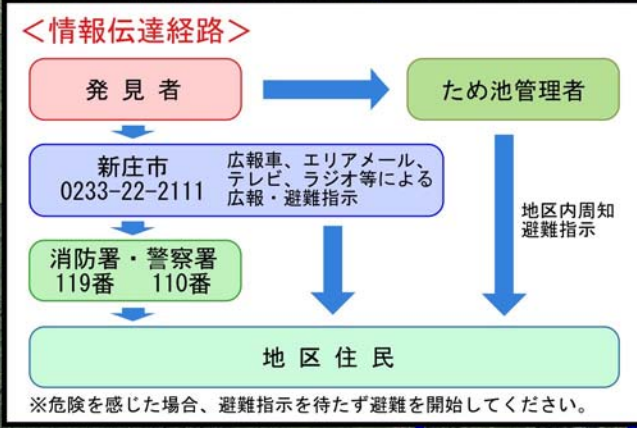 <情報伝達経路>
発見者
ため池管理者
新庄市
0233-22-2111
広報車、エリアメール、
テレビ、ラジオ等による
広報・避難指示
地区内周知
避難指示
消防署・警察署
119番 110番
地区住民
※危険を感じた場合、避難指示を待たず避難を開始してください。